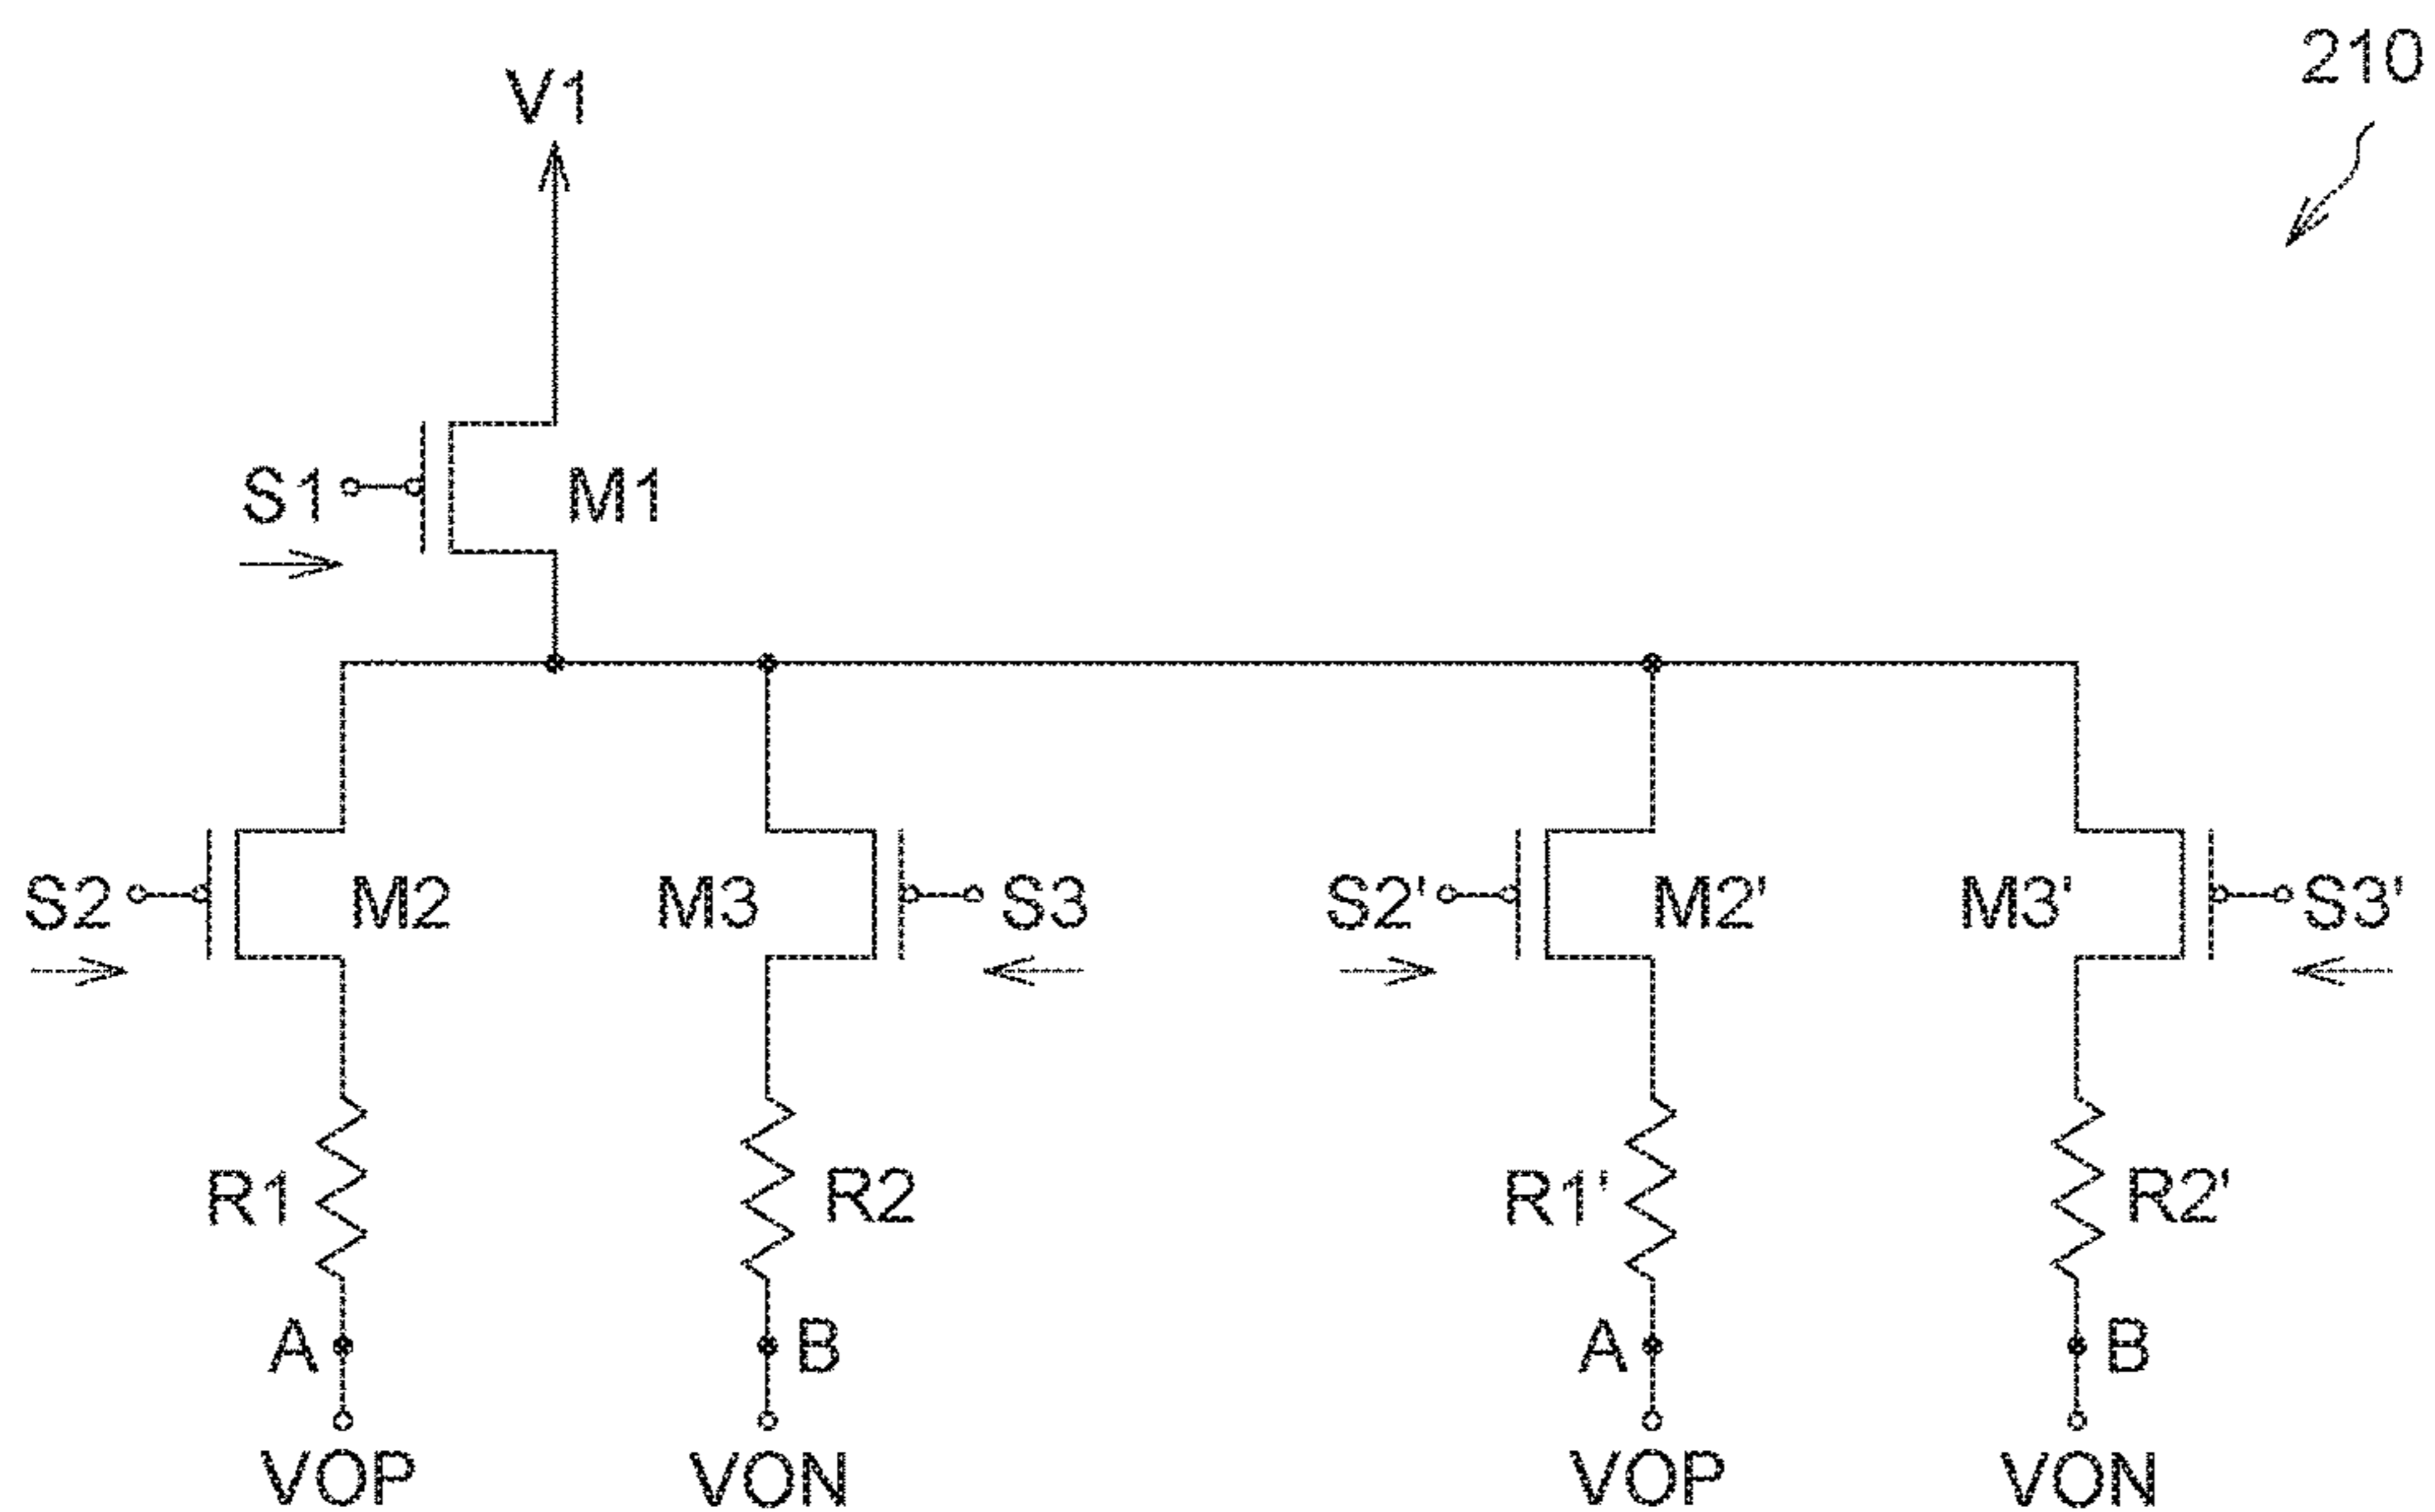 210
V1
S1 M1
S2 M2 M3 S3 S2' M2' M3' S3'
R1 R2 R1' R2'
A B A B
VOP VON VOP VON